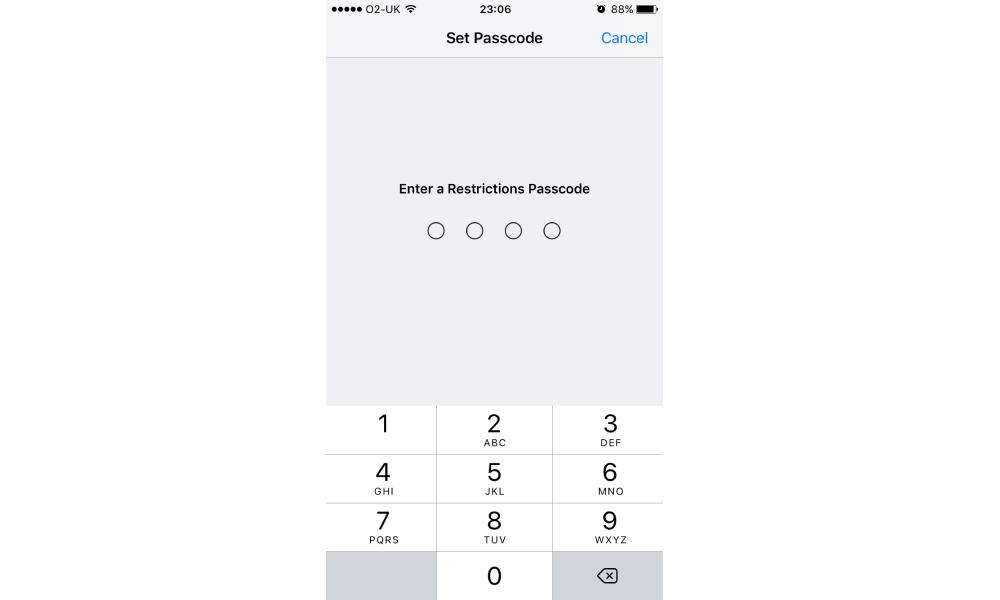 O2-UK 23:06 88%
Set Passcode Cancel
Enter a Restrictions Passcode
1 2 3
ABC DEF
4 5 6
GHI JKL MNO
7 8 9
PQRS TUV WXYZ
0